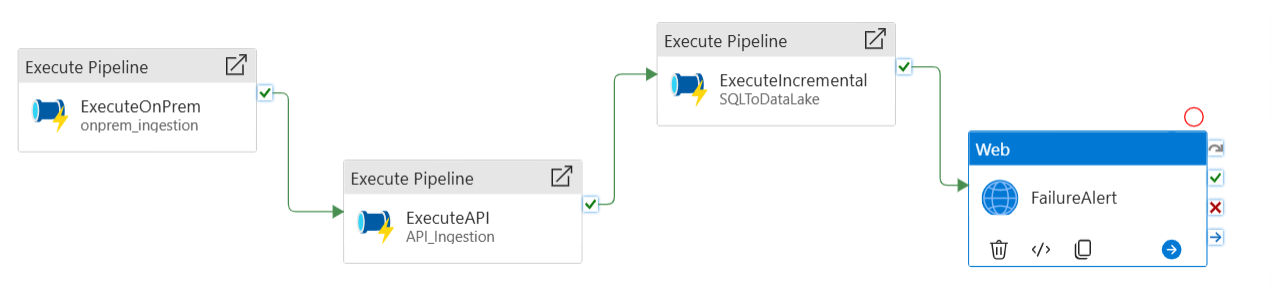 Execute Pipeline
ExecuteOnPrem
onprem_ingestion
Execute Pipeline
ExecuteAPI
API_Ingestion
Execute Pipeline
ExecuteIncremental
SQLToDataLake
Web
FailureAlert